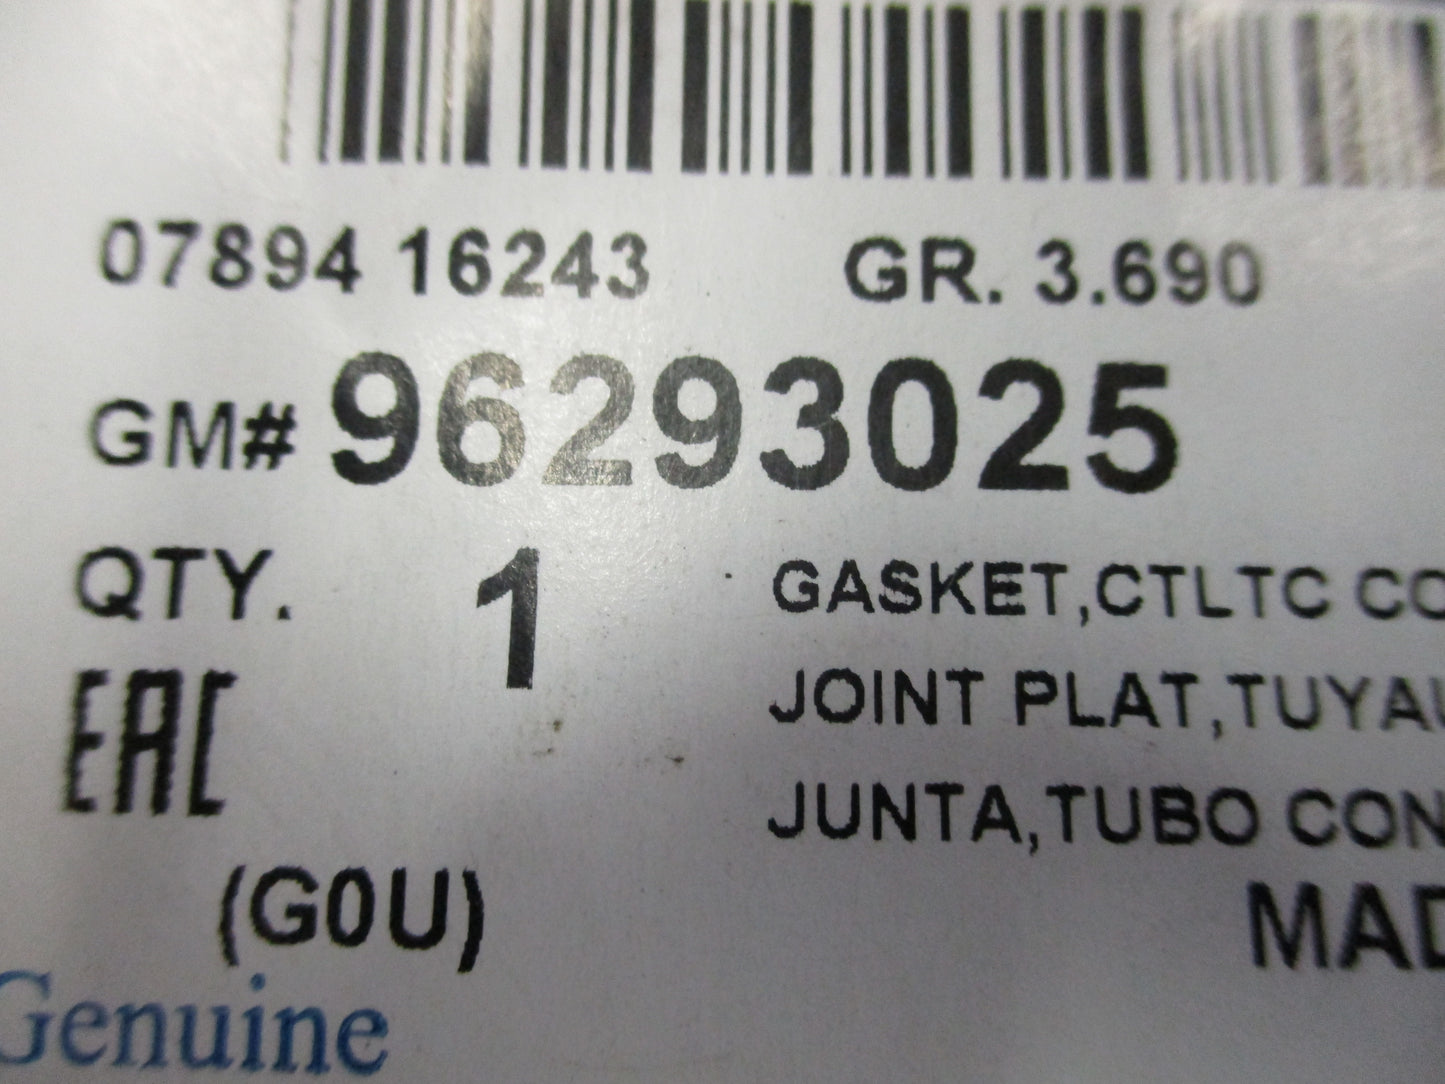 07894 16243 GR. 3.690
GM# 96293025
QTY. 1 GASKET,CTLTC CO
JOINT PLAT,TUYAU
EAC
JUNTA,TUBO CON
(G0U) MAD
Genuine